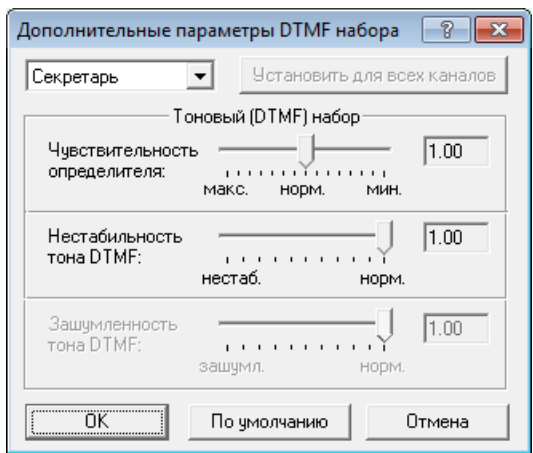 Дополнительные параметры DTMF набора
Секретарь
Установить для всех каналов
Тоновый (DTMF) набор
Чувствительность
определителя:
1.00
макс. норм. мин.
Нестабильность
тона DTMF:
1.00
нестаб. норм.
Зашумленность
тона DTMF:
1.00
зашумл. норм.
OK По умолчанию Отмена